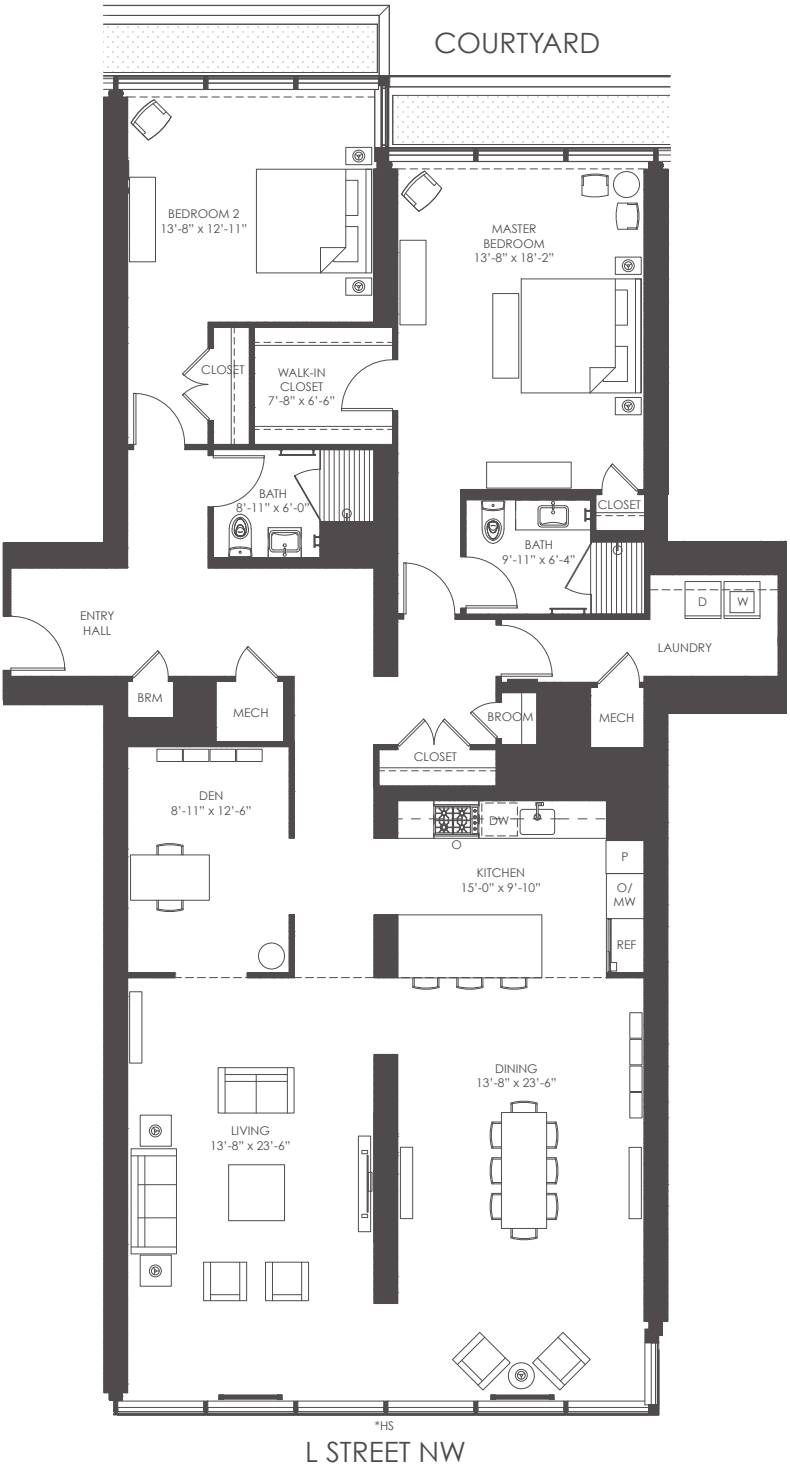 COURTYARD
BEDROOM 2
13'-8" x 12'-11"
MASTER
BEDROOM
13'-8" x 18'-2"
CLOSET
WALK-IN
CLOSET
7'-8" x 6'-6"
BATH
8'-11" x 6'-0"
CLOSET
BATH
9'-11" x 6'-4"
ENTRY
HALL
D
W
LAUNDRY
BRM
MECH
BROOM
MECH
CLOSET
DEN
8'-11" x 12'-6"
DW
KITCHEN
15'-0" x 9'-10"
P
O/
MW
REF
DINING
13'-8" x 23'-6"
LIVING
13'-8" x 23'-6"
*HS
L STREET NW